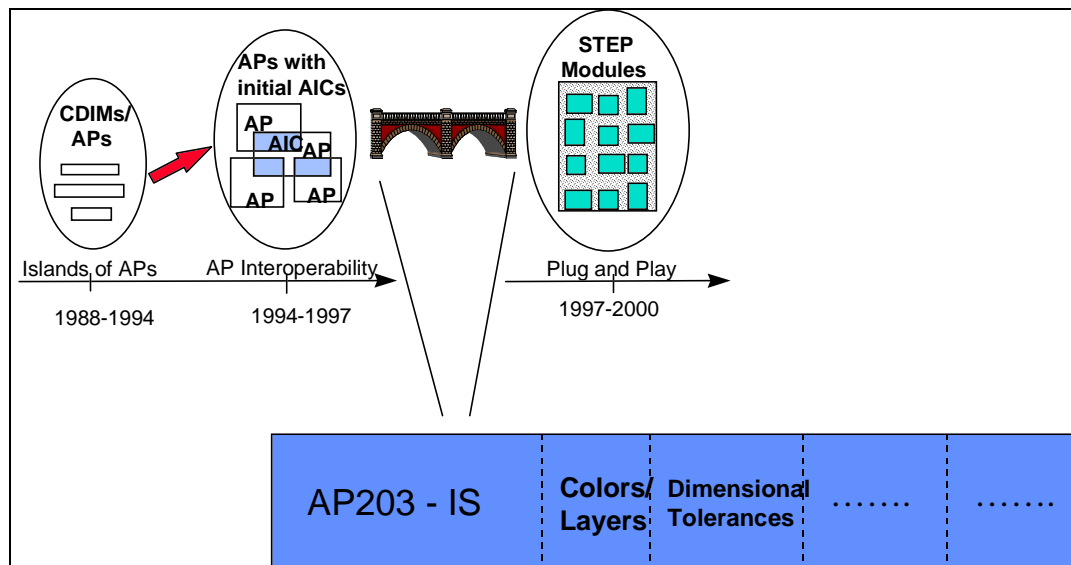 CDIMs/
APs
APs with
initial AICs
AP
AIC
AP
AP
AP
STEP
Modules
Islands of APs
AP Interoperability
Plug and Play
1988-1994
1994-1997
1997-2000
AP203 - IS
Colors/
Layers
Dimensional
Tolerances
.......
.......